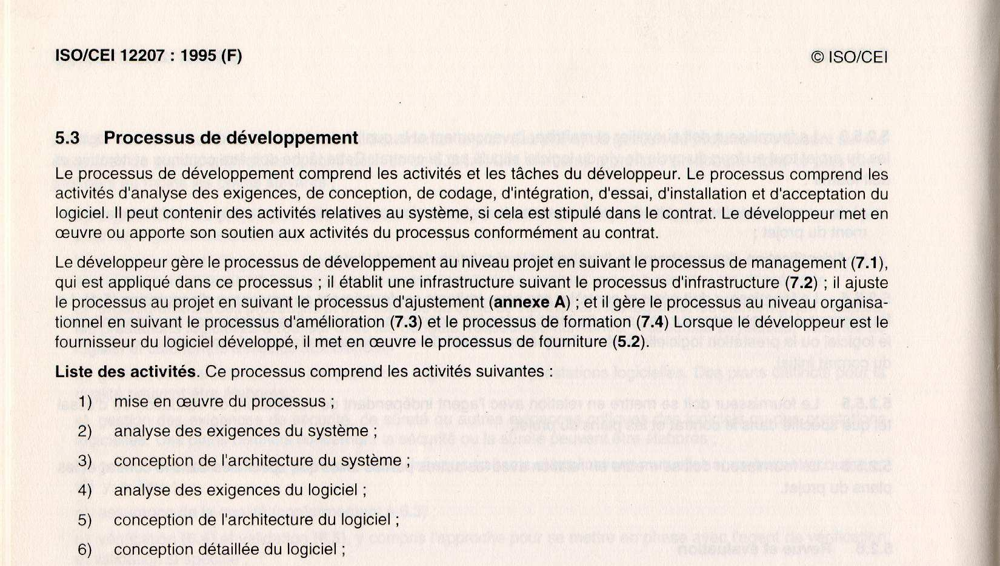 ISO/CEI 12207 : 1995 (F)
© ISO/CEI
5.3 Processus de développement
Le processus de développement comprend les activités et les tâches du développeur. Le processus comprend les
activités d'analyse des exigences, de conception, de codage, d'intégration, d'essai, d'installation et d'acceptation du
logiciel. Il peut contenir des activités relatives au système, si cela est stipulé dans le contrat. Le développeur met en
œuvre ou apporte son soutien aux activités du processus conformément au contrat.
Le développeur gère le processus de développement au niveau projet en suivant le processus de management (7.1),
qui est appliqué dans ce processus ; il établit une infrastructure suivant le processus d'infrastructure (7.2) ; il ajuste
le processus au projet en suivant le processus d'ajustement (annexe A) ; et il gère le processus au niveau organisa-
tionnel en suivant le processus d'amélioration (7.3) et le processus de formation (7.4) Lorsque le développeur est le
fournisseur du logiciel développé, il met en œuvre le processus de fourniture (5.2).
Liste des activités. Ce processus comprend les activités suivantes :
1) mise en œuvre du processus ;
2) analyse des exigences du système ;
3) conception de l'architecture du système ;
4) analyse des exigences du logiciel ;
5) conception de l'architecture du logiciel ;
6) conception détaillée du logiciel ;